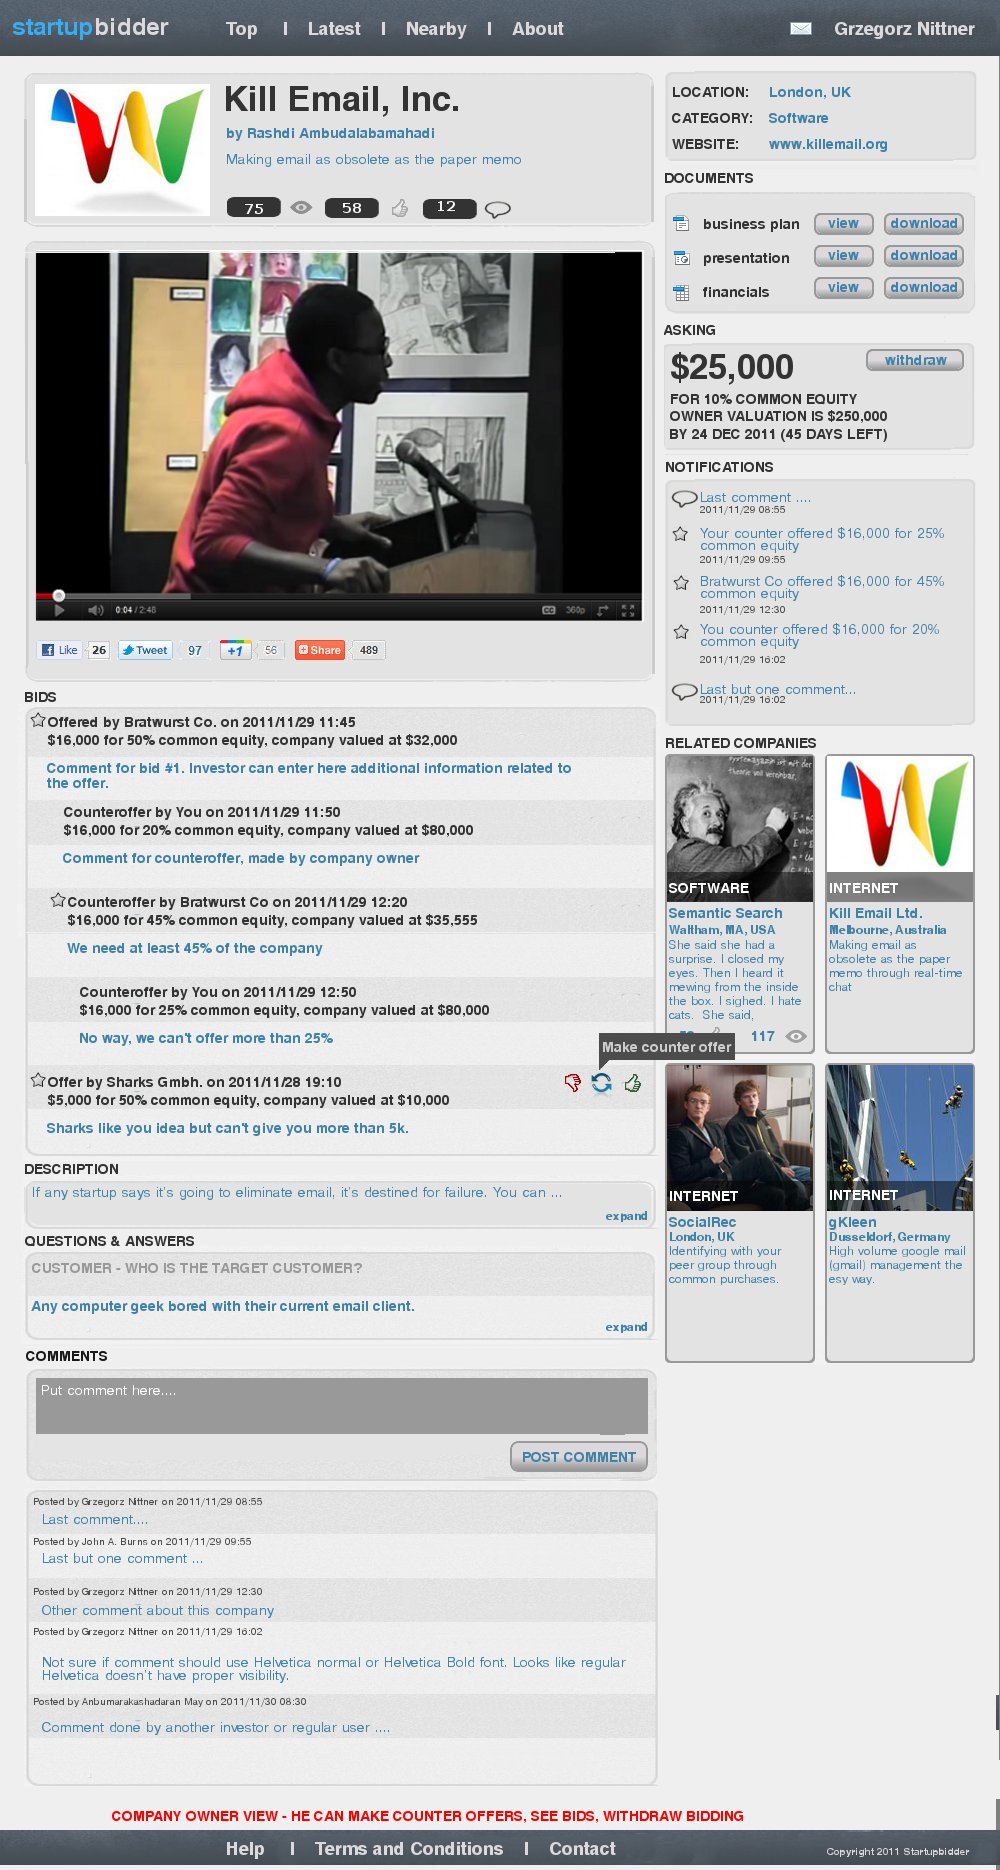 startupbidder
Top | Latest | Nearby | About
Grzegorz Nittner
Kill Email, Inc.
by Rashdi Ambudalabamahadi
Making email as obsolete as the paper memo
75 58 12
LOCATION: London, UK
CATEGORY: Software
WEBSITE: www.killemail.org
DOCUMENTS
business plan view download
presentation view download
financials view download
ASKING
$25,000 withdraw
FOR 10% COMMON EQUITY
OWNER VALUATION IS $250,000
BY 24 DEC 2011 (45 DAYS LEFT)
NOTIFICATIONS
Last comment ....
2011/11/29 08:55
Your counter offered $16,000 for 25%
common equity
2011/11/29 09:55
Bratwurst Co offered $16,000 for 45%
common equity
2011/11/29 12:30
You counter offered $16,000 for 20%
common equity
2011/11/29 16:02
Last but one comment...
2011/11/29 16:02
0:04 / 2:48 CC 360p
Like 26 Tweet 97 +1 56 Share 489
BIDS
Offered by Bratwurst Co. on 2011/11/29 11:45
$16,000 for 50% common equity, company valued at $32,000
Comment for bid #1. Investor can enter here additional information related to
the offer.
Counteroffer by You on 2011/11/29 11:50
$16,000 for 20% common equity, company valued at $80,000
Comment for counteroffer, made by company owner
Counteroffer by Bratwurst Co on 2011/11/29 12:20
$16,000 for 45% common equity, company valued at $35,555
We need at least 45% of the company
Counteroffer by You on 2011/11/29 12:50
$16,000 for 25% common equity, company valued at $80,000
No way, we can't offer more than 25%
Make counter offer
Offer by Sharks Gmbh. on 2011/11/28 19:10
$5,000 for 50% common equity, company valued at $10,000
Sharks like you idea but can't give you more than 5k.
RELATED COMPANIES
SOFTWARE
Semantic Search
Waltham, MA, USA
She said she had a
surprise. I closed my
eyes. Then I heard it
mewing from the inside
the box. I sighed. I hate
cats. She said,
117
INTERNET
Kill Email Ltd.
Melbourne, Australia
Making email as
obsolete as the paper
memo through real-time
chat
INTERNET
SocialRec
London, UK
Identifying with your
peer group through
common purchases.
INTERNET
gKleen
Dusseldorf, Germany
High volume google mail
(gmail) management the
esy way.
DESCRIPTION
If any startup says it's going to eliminate email, it's destined for failure. You can ...
expand
QUESTIONS & ANSWERS
CUSTOMER - WHO IS THE TARGET CUSTOMER?
Any computer geek bored with their current email client.
expand
COMMENTS
Put comment here....
POST COMMENT
Posted by Grzegorz Nittner on 2011/11/29 08:55
Last comment....
Posted by John A. Burns on 2011/11/29 09:55
Last but one comment ...
Posted by Grzegorz Nittner on 2011/11/29 12:30
Other comment about this company
Posted by Grzegorz Nittner on 2011/11/29 16:02
Not sure if comment should use Helvetica normal or Helvetica Bold font. Looks like regular
Helvetica doesn't have proper visibility.
Posted by Anbumarakashadaran May on 2011/11/30 08:30
Comment done by another investor or regular user ....
COMPANY OWNER VIEW - HE CAN MAKE COUNTER OFFERS, SEE BIDS, WITHDRAW BIDDING
Help | Terms and Conditions | Contact
Copyright 2011 Startupbidder